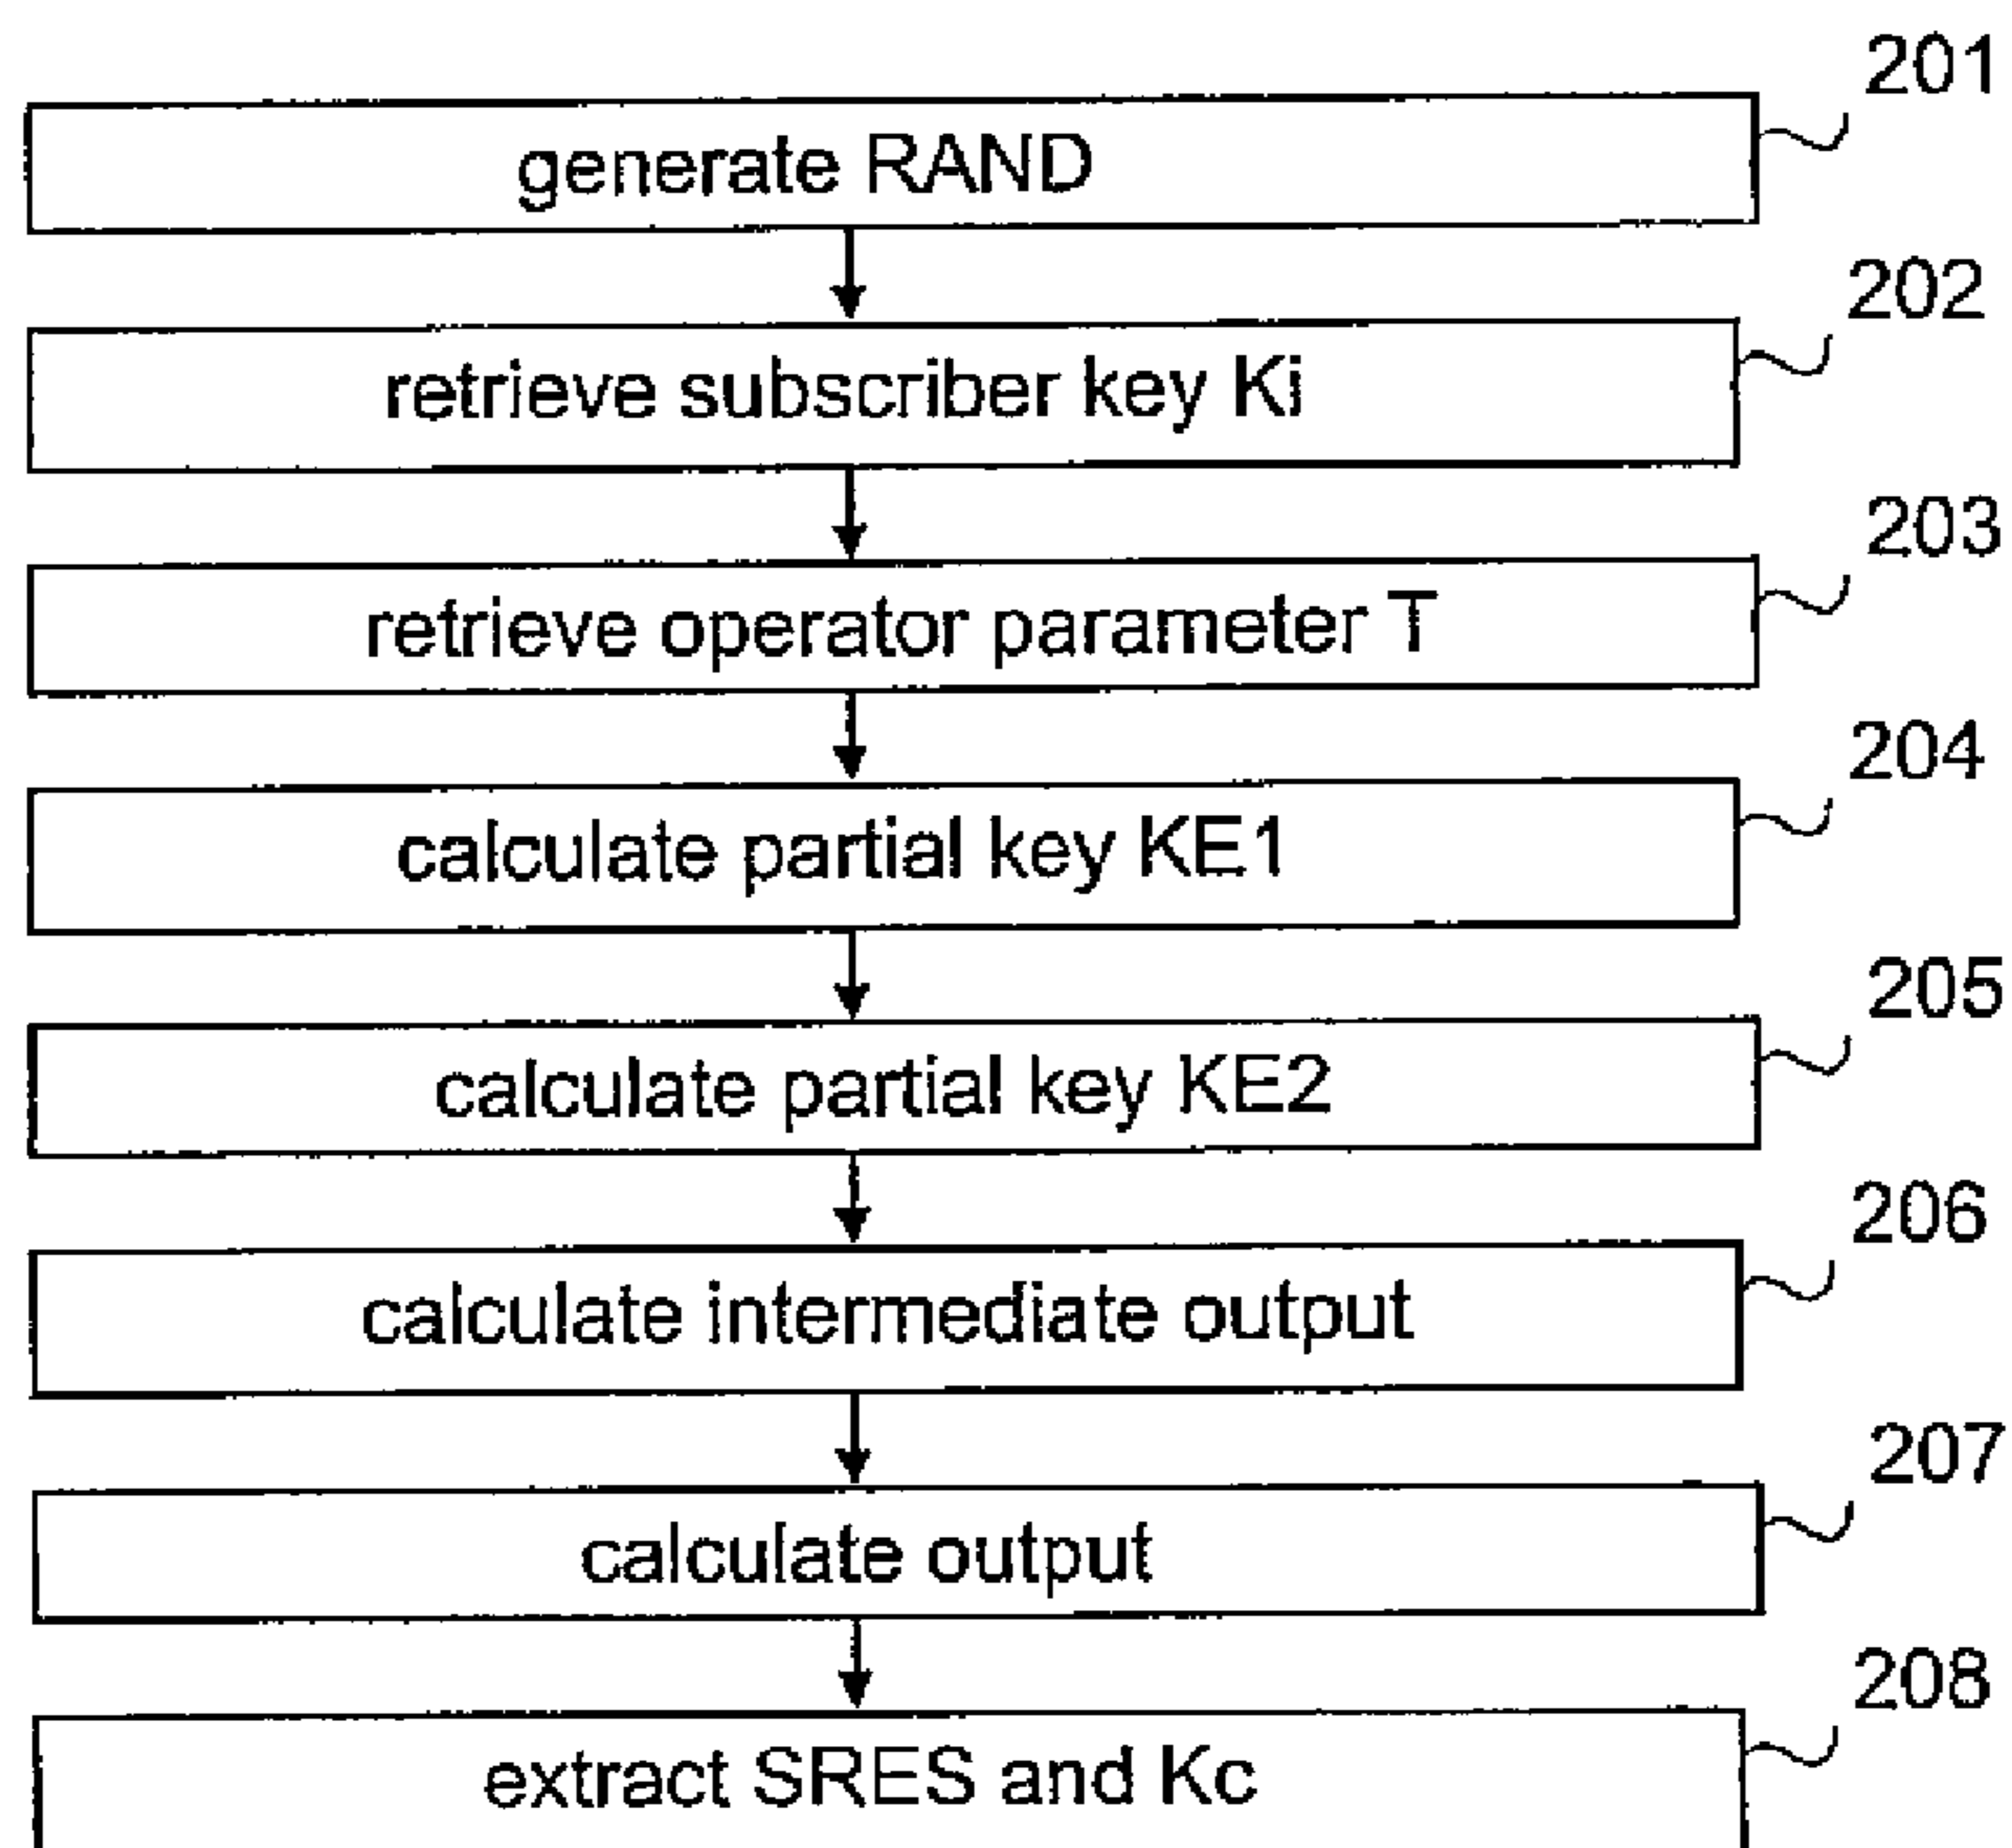 201
generate RAND
202
retrieve subscriber key Ki
203
retrieve operator parameter T
204
calculate partial key KE1
205
calculate partial key KE2
206
calculate intermediate output
207
calculate output
208
extract SRES and Kc